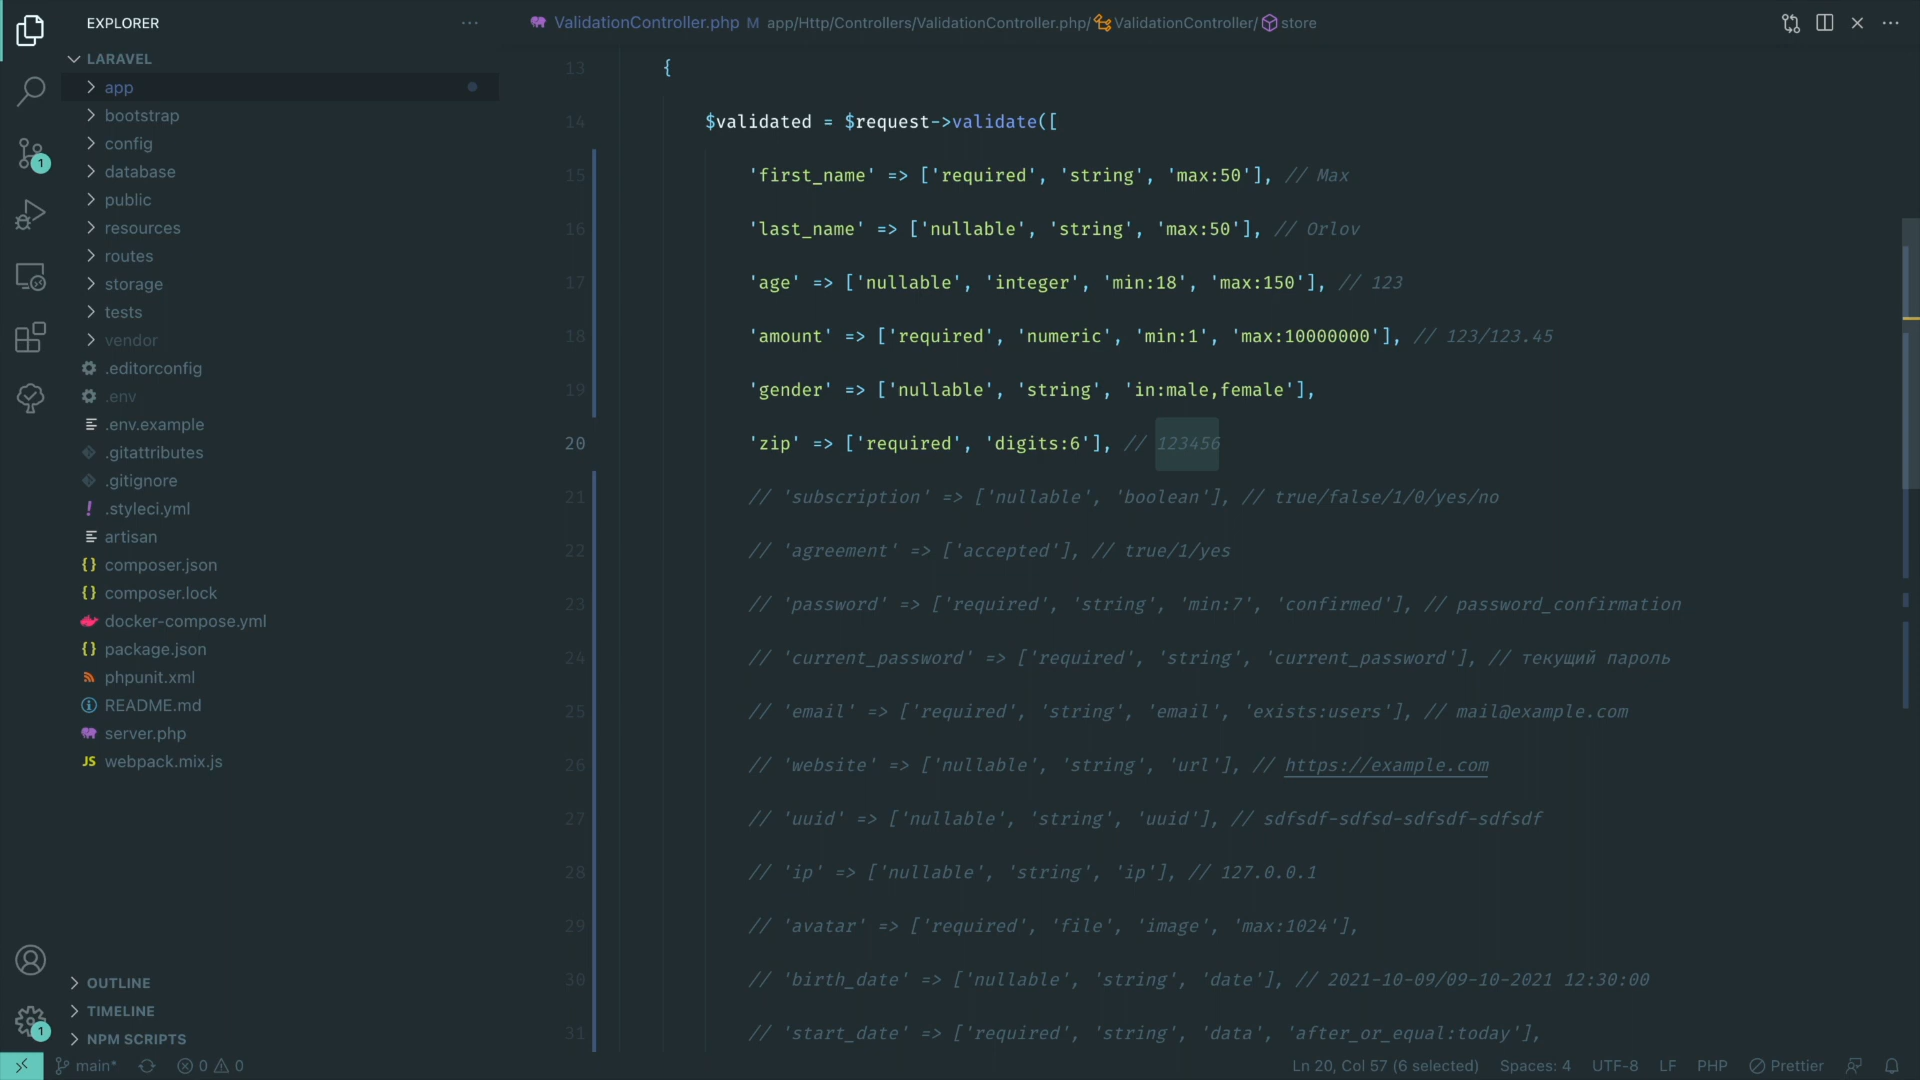 EXPLORER
LARAVEL
app
bootstrap
config
database
public
resources
routes
storage
tests
vendor
.editorconfig
.env
.env.example
.gitattributes
.gitignore
.styleci.yml
artisan
composer.json
composer.lock
docker-compose.yml
package.json
phpunit.xml
README.md
server.php
webpack.mix.js
OUTLINE
TIMELINE
NPM SCRIPTS
1
1
ValidationController.php M app/Http/Controllers/ValidationController.php/ ValidationController/ store
13 {
14 $validated = $request->validate([
15 'first_name' => ['required', 'string', 'max:50'], // Max
16 'last_name' => ['nullable', 'string', 'max:50'], // Orlov
17 'age' => ['nullable', 'integer', 'min:18', 'max:150'], // 123
18 'amount' => ['required', 'numeric', 'min:1', 'max:10000000'], // 123/123.45
19 'gender' => ['nullable', 'string', 'in:male,female'],
20 'zip' => ['required', 'digits:6'], // 123456
21 // 'subscription' => ['nullable', 'boolean'], // true/false/1/0/yes/no
22 // 'agreement' => ['accepted'], // true/1/yes
23 // 'password' => ['required', 'string', 'min:7', 'confirmed'], // password_confirmation
24 // 'current_password' => ['required', 'string', 'current_password'], // текущий пароль
25 // 'email' => ['required', 'string', 'email', 'exists:users'], // mail@example.com
26 // 'website' => ['nullable', 'string', 'url'], // https://example.com
27 // 'uuid' => ['nullable', 'string', 'uuid'], // sdfsdf-sdfsd-sdfsdf-sdfsdf
28 // 'ip' => ['nullable', 'string', 'ip'], // 127.0.0.1
29 // 'avatar' => ['required', 'file', 'image', 'max:1024'],
30 // 'birth_date' => ['nullable', 'string', 'date'], // 2021-10-09/09-10-2021 12:30:00
31 // 'start_date' => ['required', 'string', 'data', 'after_or_equal:today'],
main* 0 0 Ln 20, Col 57 (6 selected) Spaces: 4 UTF-8 LF PHP Prettier